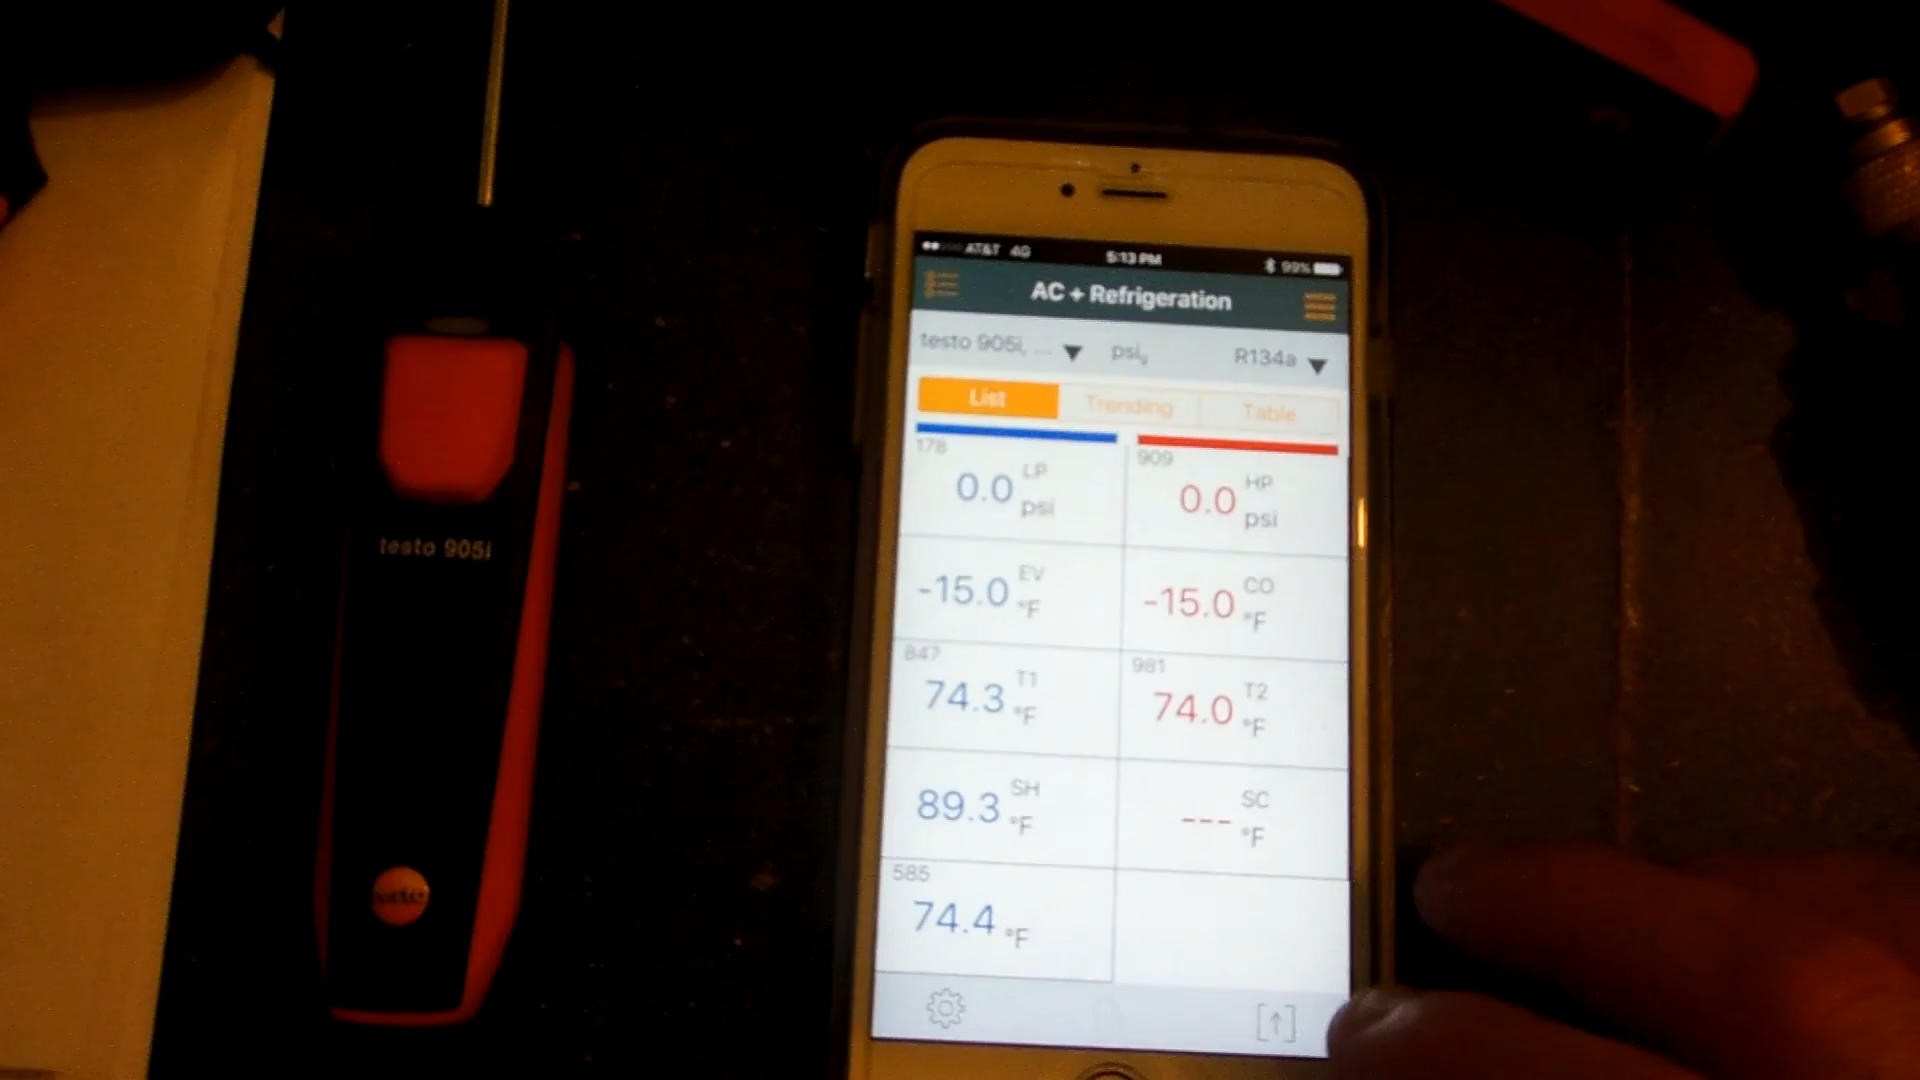 AT&T 4G 5:13 PM 99%
AC + Refrigeration
testo 905i, ... psi, R134a
List Trending Table
178 909
0.0 LP psi 0.0 HP psi
-15.0 EV °F -15.0 CO °F
847 981
74.3 T1 °F 74.0 T2 °F
89.3 SH °F --- SC °F
585
74.4 °F
testo 905i
testo